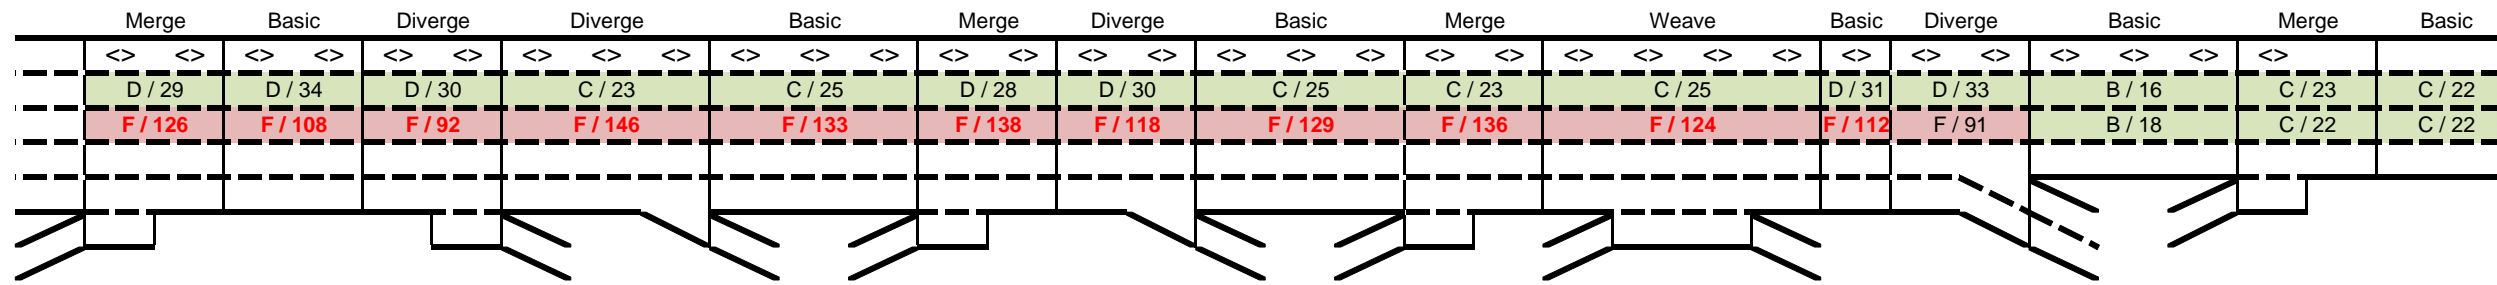 Merge Basic Diverge Diverge Basic Merge Diverge Basic Merge Weave Basic Diverge Basic Merge Basic
<> <> <> <> <> <> <> <> <> <> <> <> <> <> <> <> <> <> <> <> <> <> <> <> <> <> <> <> <> <> <> <>
D / 29 D / 34 D / 30 C / 23 C / 25 D / 28 D / 30 C / 25 C / 23 C / 25 D / 31 D / 33 B / 16 C / 23 C / 22
F / 126 F / 108 F / 92 F / 146 F / 133 F / 138 F / 118 F / 129 F / 136 F / 124 F / 112 F / 91 B / 18 C / 22 C / 22